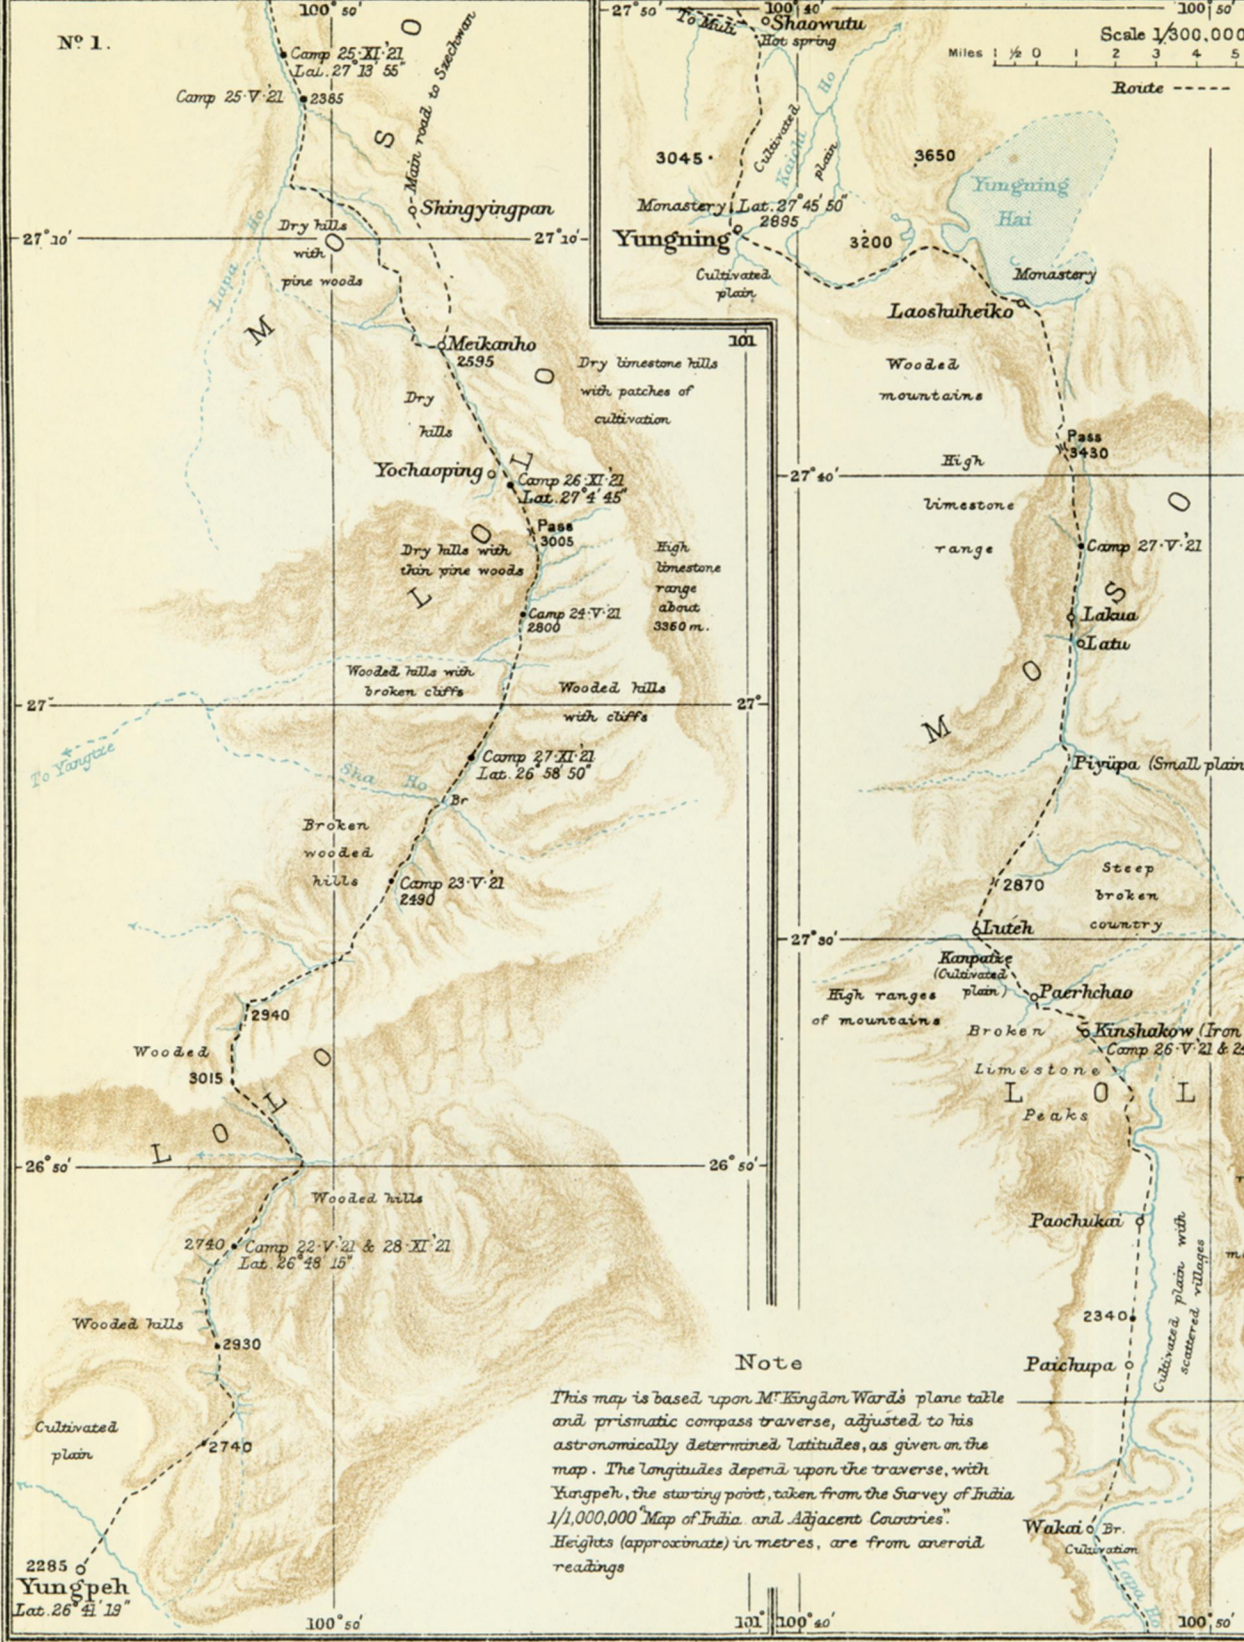 100° 50'
Nº 1.
Camp 25·XI·'21
Lat. 27° 13' 55"
Camp 25·V·'21
2385
Main road to Szechwan
Shingyingpan
27° 10'
27° 10'
Dry hills
with
pine woods
Lapa Ho
M O S O
Meikanho
2595
Dry
hills
Dry limestone hills
with patches of
cultivation
Yochaoping
Camp 26·XI·'21
Lat. 27° 4' 45"
Pass
3005
Dry hills with
thin pine woods
High
limestone
range
about
3350 m.
L O L O
Camp 24·V·'21
2800
Wooded hills with
broken cliffs
Wooded hills
with cliffs
27°
27°
To Yangtze
Camp 27·XI·'21
Lat. 26° 58' 50"
Sha Ho
Br
Broken
wooded
hills
Camp 23·V·'21
2490
2940
Wooded
3015
L O L O
26° 50'
26° 50'
Wooded hills
2740
Camp 22·V·'21 & 28·XI·'21
Lat. 26° 48' 15"
Wooded hills
2930
Cultivated
plain
2740
2285
Yungpeh
Lat. 26° 41' 19"
100° 50'
101°
27° 50'
100° 40'
100° 50'
To Muli
Shaowutu
Hot spring
Scale 1/300,000
Miles 1 ½ 0 1 2 3 4 5
Route
Cultivated
plain
Kaichi Ho
3045
3650
Yungning
Hai
Monastery
Lat. 27° 45' 50"
2895
Yungning
3200
Cultivated
plain
Monastery
Laoshuheiko
101
Wooded
mountains
Pass
3430
High
limestone
range
27° 40'
Camp 27·V·'21
Lakua
Latu
M O S O
Piyüpa (Small plain
Steep
broken
country
2870
Lutéh
27° 30'
Kanpatze
(Cultivated
plain)
High ranges
of mountains
Paerhchao
Broken
Limestone
Peaks
Kinshakow (Iron
Camp 26·V·'21 &
L O L
Paochukai
Cultivated plain with
scattered villages
2340
Paichupa
Wakai
Br.
Cultivation
Lapa Ho
100° 40'
100° 50'
Note
This map is based upon Mr Kingdon Ward's plane table
and prismatic compass traverse, adjusted to his
astronomically determined latitudes, as given on the
map. The longitudes depend upon the traverse, with
Yungpeh, the starting point, taken from the Survey of India
1/1,000,000 "Map of India and Adjacent Countries".
Heights (approximate) in metres, are from aneroid
readings